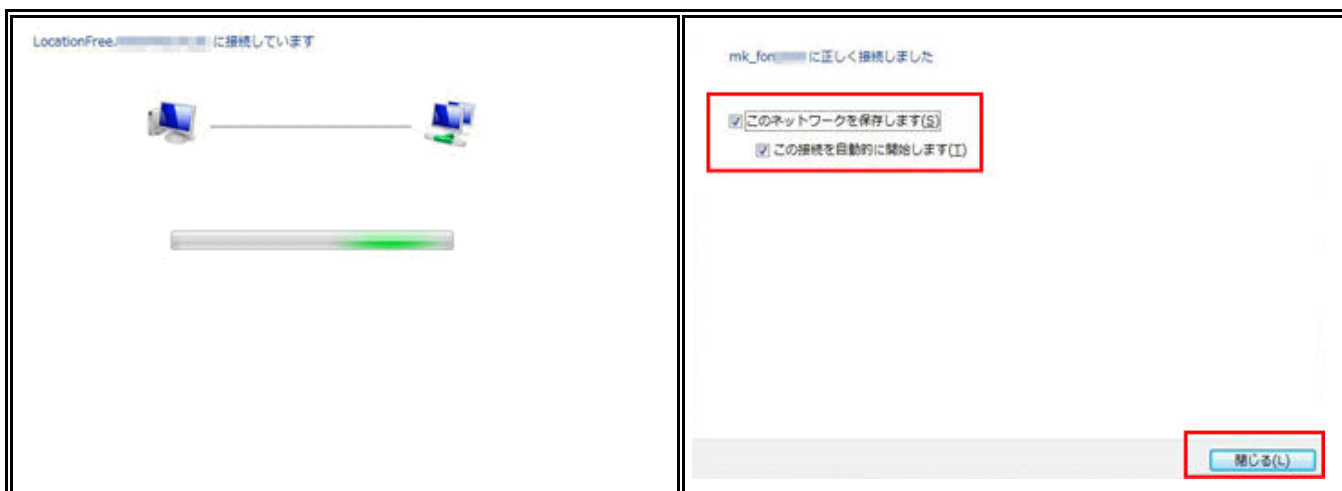 LocationFree. に接続しています
mk_fon に正しく接続しました
このネットワークを保存します(S)
この接続を自動的に開始します(T)
閉じる(L)